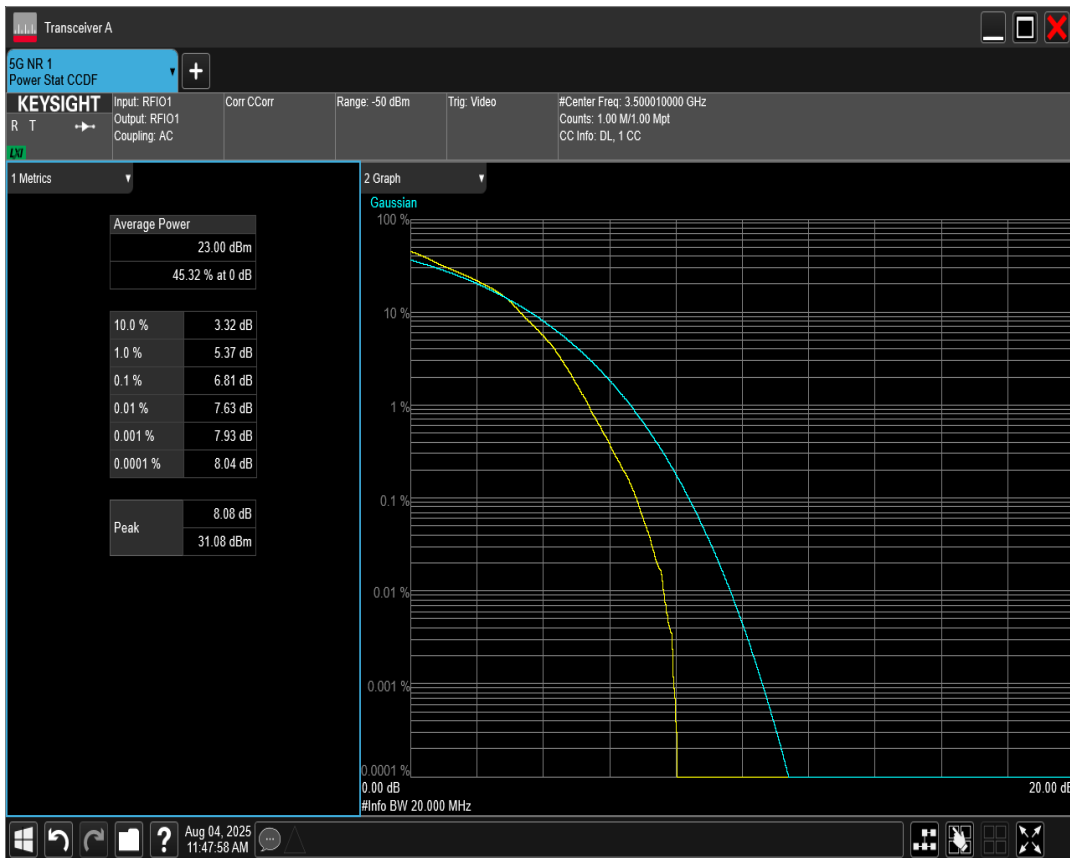 Transceiver A
5G NR 1
Power Stat CCDF
KEYSIGHT
R T
LXI
Input: RFIO1
Output: RFIO1
Coupling: AC
Corr CCorr
Range: -50 dBm
Trig: Video
#Center Freq: 3.500010000 GHz
Counts: 1.00 M/1.00 Mpt
CC Info: DL, 1 CC
1 Metrics
Average Power
23.00 dBm
45.32 % at 0 dB
10.0 % 3.32 dB
1.0 % 5.37 dB
0.1 % 6.81 dB
0.01 % 7.63 dB
0.001 % 7.93 dB
0.0001 % 8.04 dB
Peak
8.08 dB
31.08 dBm
2 Graph
Gaussian
100 %
10 %
1 %
0.1 %
0.01 %
0.001 %
0.0001 %
0.00 dB 20.00 dB
#Info BW 20.000 MHz
?
Aug 04, 2025
11:47:58 AM